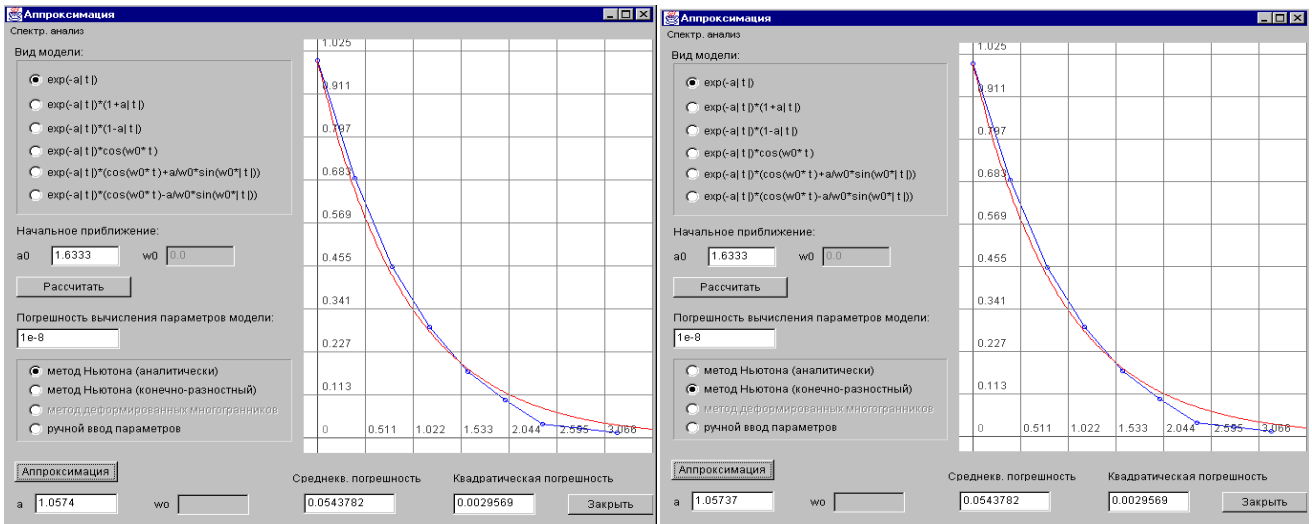 Аппроксимация
Спектр. анализ
Вид модели:
exp(-a| t |)
exp(-a| t |)*(1+a| t |)
exp(-a| t |)*(1-a| t |)
exp(-a| t |)*cos(w0* t )
exp(-a| t |)*(cos(w0* t )+a/w0*sin(w0*| t |))
exp(-a| t |)*(cos(w0* t )-a/w0*sin(w0*| t |))
Начальное приближение:
a0 1.6333 w0 0.0
Рассчитать
Погрешность вычисления параметров модели:
1e-8
метод Ньютона (аналитически)
метод Ньютона (конечно-разностный)
метод деформированных многогранников
ручной ввод параметров
1.025
0.911
0.797
0.683
0.569
0.455
0.341
0.227
0.113
0 0.511 1.022 1.533 2.044 2.555 3.066
Аппроксимация
Среднекв. погрешность Квадратическая погрешность
a 1.0574 wo 0.0543782 0.0029569 Закрыть
Аппроксимация
Спектр. анализ
Вид модели:
exp(-a| t |)
exp(-a| t |)*(1+a| t |)
exp(-a| t |)*(1-a| t |)
exp(-a| t |)*cos(w0* t )
exp(-a| t |)*(cos(w0* t )+a/w0*sin(w0*| t |))
exp(-a| t |)*(cos(w0* t )-a/w0*sin(w0*| t |))
Начальное приближение:
a0 1.6333 w0 0.0
Рассчитать
Погрешность вычисления параметров модели:
1e-8
метод Ньютона (аналитически)
метод Ньютона (конечно-разностный)
метод деформированных многогранников
ручной ввод параметров
1.025
0.911
0.797
0.683
0.569
0.455
0.341
0.227
0.113
0 0.511 1.022 1.533 2.044 2.555 3.066
Аппроксимация
Среднекв. погрешность Квадратическая погрешность
a 1.05737 wo 0.0543782 0.0029569 Закрыть